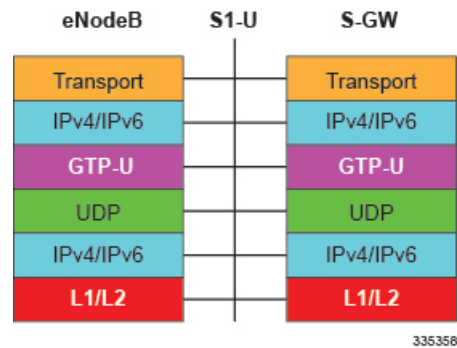 eNodeB S1-U S-GW
Transport Transport
IPv4/IPv6 IPv4/IPv6
GTP-U GTP-U
UDP UDP
IPv4/IPv6 IPv4/IPv6
L1/L2 L1/L2
335358